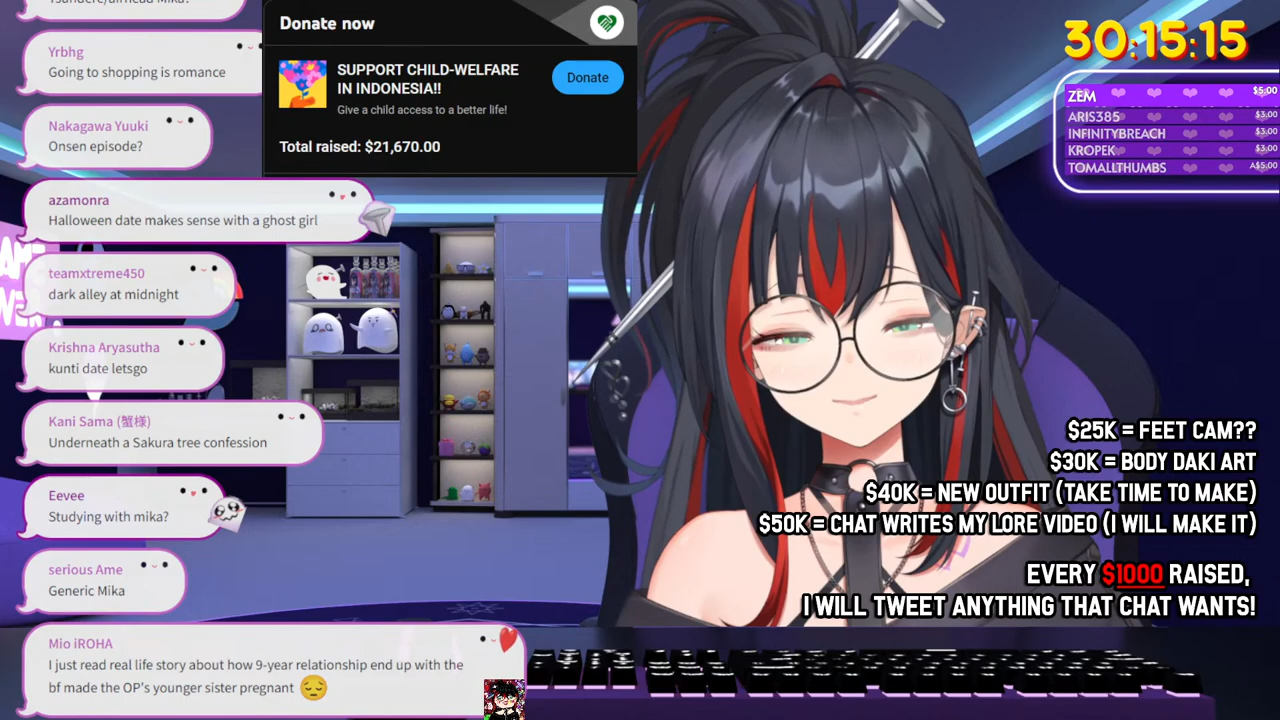 Tsundere/airhead Mika?
Yrbhg
Going to shopping is romance
Nakagawa Yuuki
Onsen episode?
azamonra
Halloween date makes sense with a ghost girl
teamxtreme450
dark alley at midnight
Krishna Aryasutha
kunti date letsgo
Kani Sama (蟹様)
Underneath a Sakura tree confession
Eevee
Studying with mika?
serious Ame
Generic Mika
Mio iROHA
I just read real life story about how 9-year relationship end up with the
bf made the OP's younger sister pregnant 😔
Donate now
SUPPORT CHILD-WELFARE
IN INDONESIA!!
Give a child access to a better life!
Donate
Total raised: $21,670.00
30:15:15
ZEM $5.00
ARIS385 $3.00
INFINITYBREACH $3.00
KROPEK $3.00
TOMALLTHUMBS A$5.00
$25K = FEET CAM??
$30K = BODY DAKI ART
$40K = NEW OUTFIT (TAKE TIME TO MAKE)
$50K = CHAT WRITES MY LORE VIDEO (I WILL MAKE IT)
EVERY $1000 RAISED,
I WILL TWEET ANYTHING THAT CHAT WANTS!